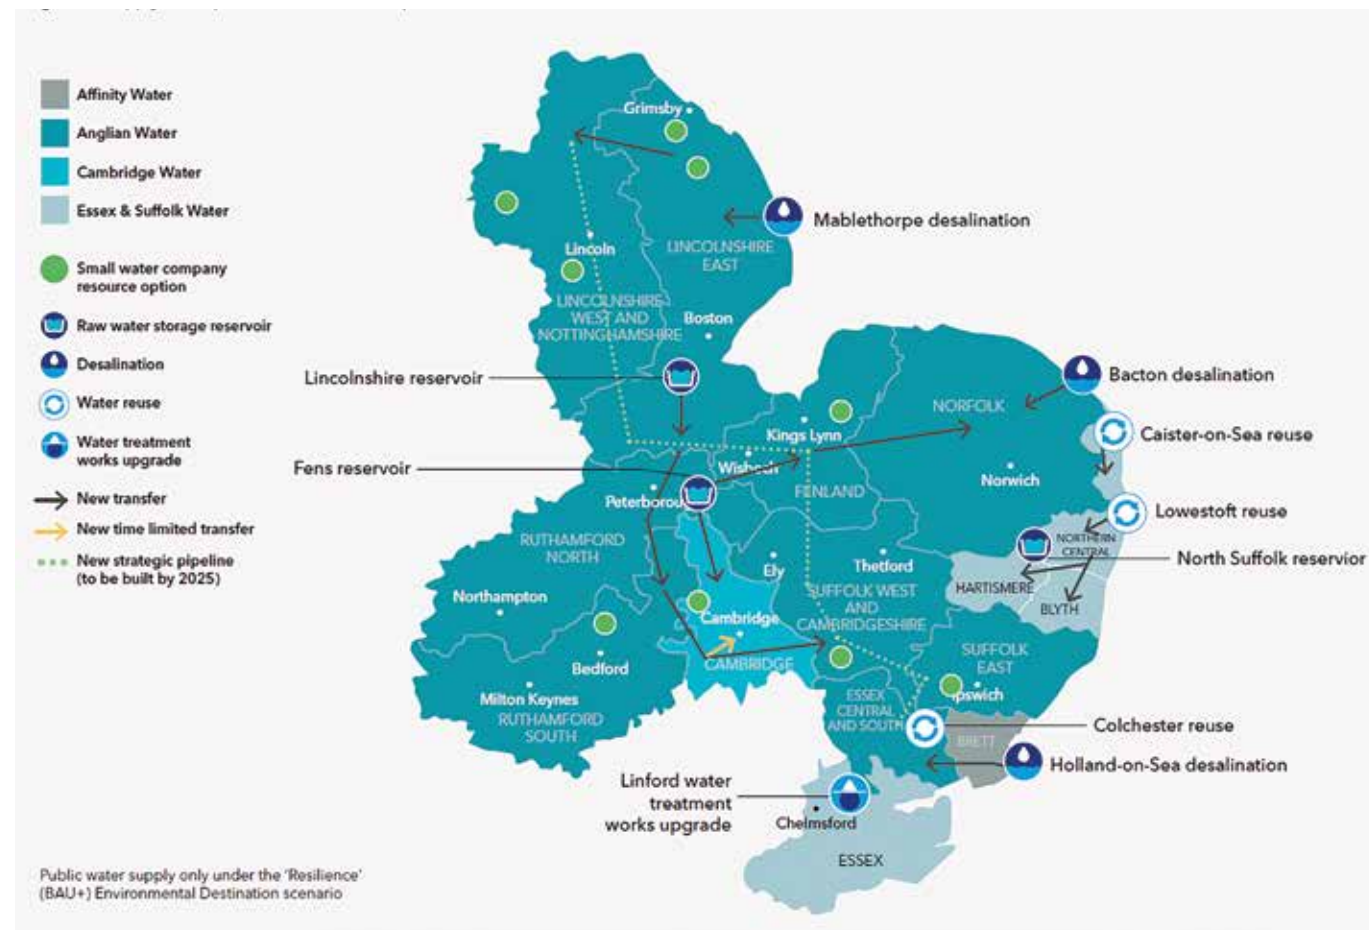 Affinity Water
Anglian Water
Cambridge Water
Essex & Suffolk Water
Small water company
resource option
Raw water storage reservoir
Desalination
Water reuse
Water treatment
works upgrade
New transfer
New time limited transfer
New strategic pipeline
(to be built by 2025)
Public water supply only under the ‘Resilience’
(BAU+) Environmental Destination scenario
Grimsby
Mablethorpe desalination
Lincoln
LINCOLNSHIRE
EAST
LINCOLNSHIRE
WEST AND
NOTTINGHAMSHIRE
Boston
Lincolnshire reservoir
Bacton desalination
NORFOLK
Kings Lynn
Caister-on-Sea reuse
Fens reservoir
Wisbech
FENLAND
Norwich
Peterborou
Lowestoft reuse
RUTHAMFORD
NORTH
NORTHERN
CENTRAL
North Suffolk reservior
Ely
Thetford
HARTISMERE
BLYTH
Northampton
SUFFOLK WEST
AND
CAMBRIDGESHIRE
Cambridge
CAMBRIDGE
Bedford
SUFFOLK
EAST
Ipswich
Milton Keynes
RUTHAMFORD
SOUTH
ESSEX
CENTRAL
AND SOUTH
Colchester reuse
BRETT
Holland-on-Sea desalination
Linford water
treatment
works upgrade
Chelmsford
ESSEX